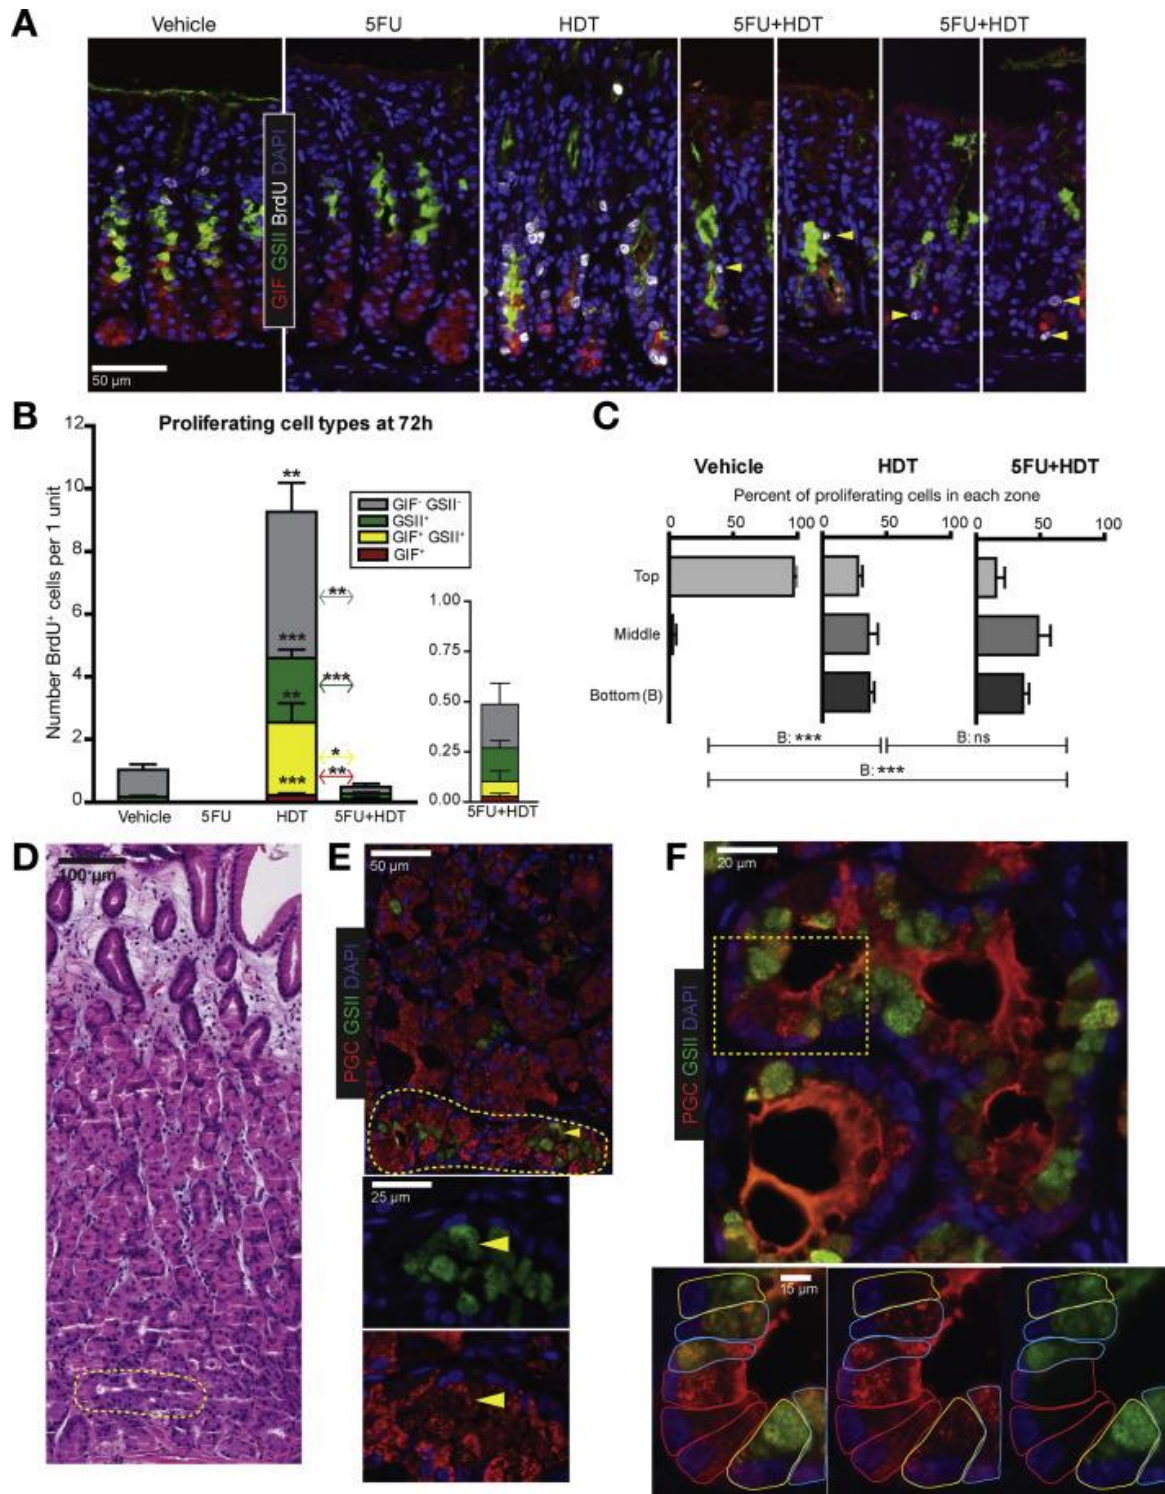 A
Vehicle
5FU
HDT
5FU+HDT
5FU+HDT
GIF GSII BrdU DAPI
50 μm
B
Proliferating cell types at 72h
Number BrdU⁺ cells per 1 unit
12
10
8
6
4
2
0
**
***
**
***
**
***
*
**
GIF⁻ GSII⁻
GSII⁺
GIF⁺ GSII⁺
GIF⁺
Vehicle
5FU
HDT
5FU+HDT
1.00
0.75
0.50
0.25
0.00
5FU+HDT
C
Vehicle
HDT
5FU+HDT
Percent of proliferating cells in each zone
0 50 100 0 50 100 0 50 100
Top
Middle
Bottom (B)
B: ***
B: ns
B: ***
D
100 μm
E
50 μm
PGC GSII DAPI
25 μm
F
20 μm
PGC GSII DAPI
15 μm